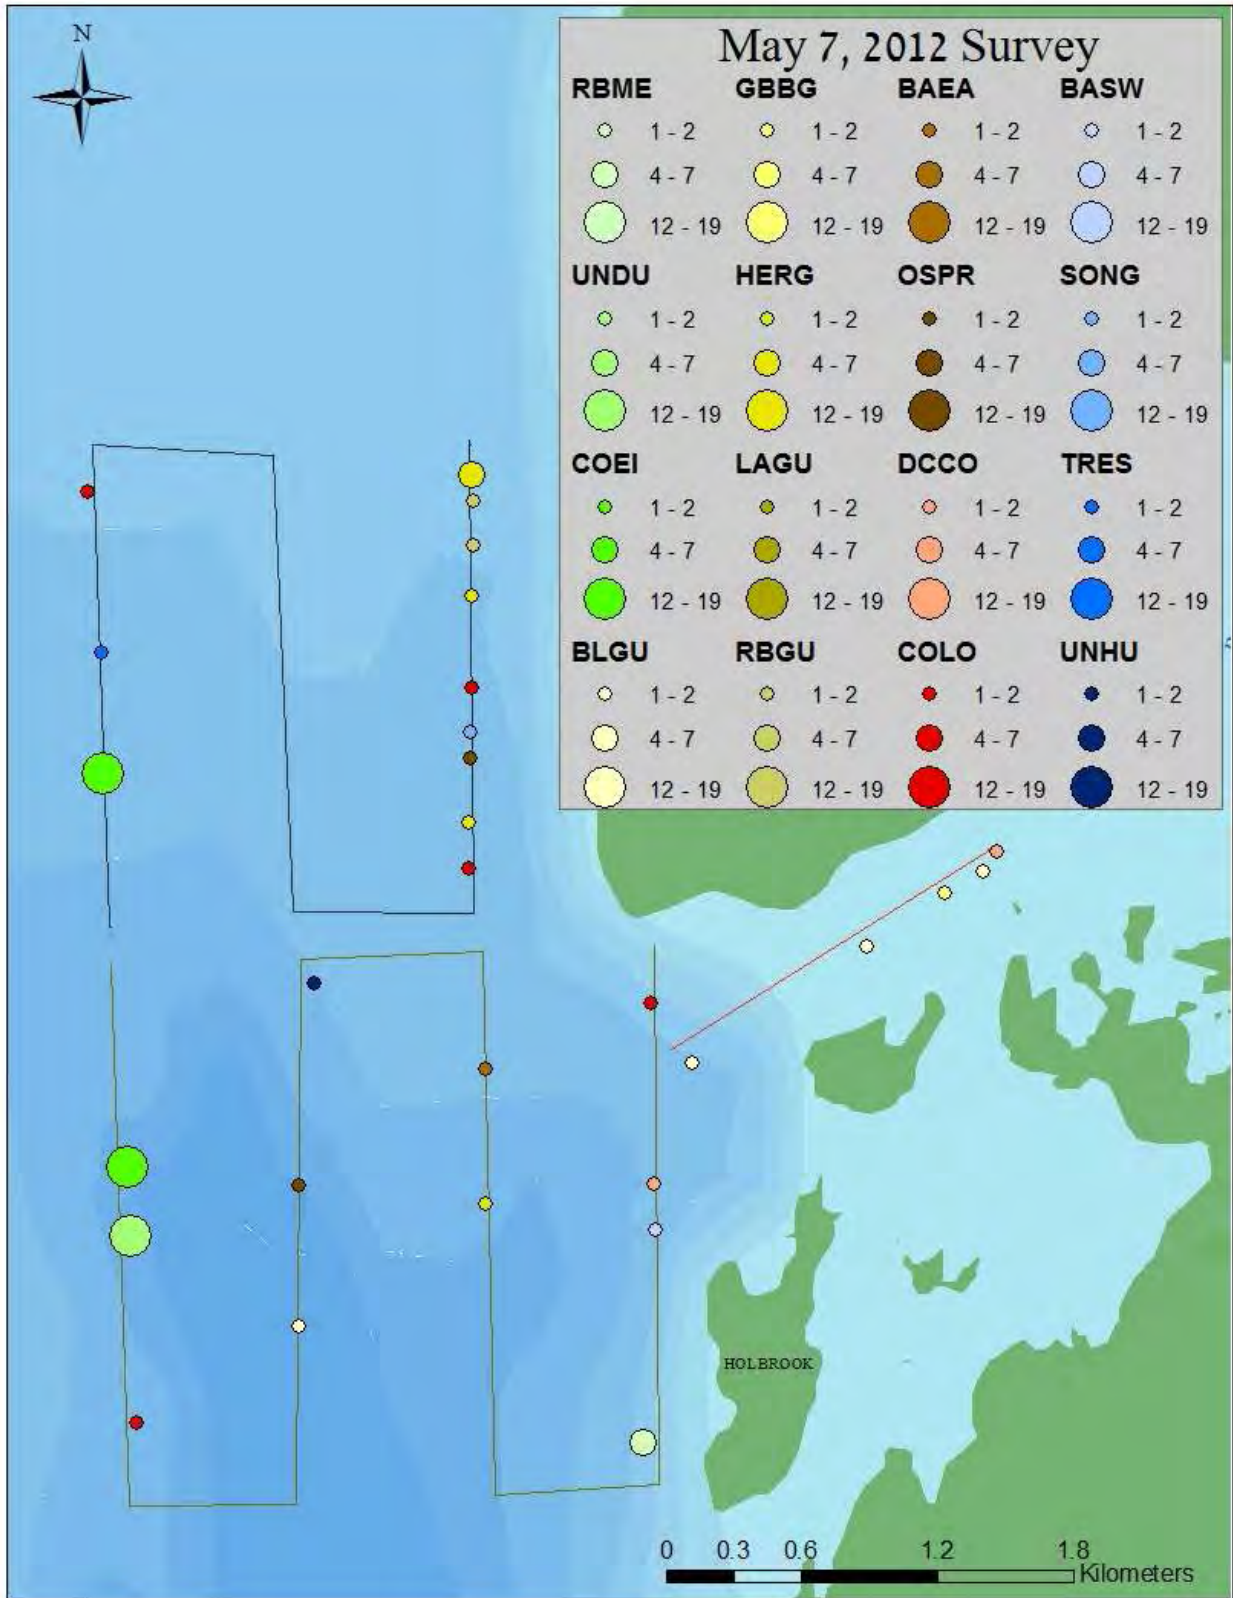 N
May 7, 2012 Survey
RBME GBBG BAEA BASW
1 - 2 1 - 2 1 - 2 1 - 2
4 - 7 4 - 7 4 - 7 4 - 7
12 - 19 12 - 19 12 - 19 12 - 19
UNDU HERG OSPR SONG
1 - 2 1 - 2 1 - 2 1 - 2
4 - 7 4 - 7 4 - 7 4 - 7
12 - 19 12 - 19 12 - 19 12 - 19
COEI LAGU DCCO TRES
1 - 2 1 - 2 1 - 2 1 - 2
4 - 7 4 - 7 4 - 7 4 - 7
12 - 19 12 - 19 12 - 19 12 - 19
BLGU RBGU COLO UNHU
1 - 2 1 - 2 1 - 2 1 - 2
4 - 7 4 - 7 4 - 7 4 - 7
12 - 19 12 - 19 12 - 19 12 - 19
HOLBROOK
0 0.3 0.6 1.2 1.8
Kilometers